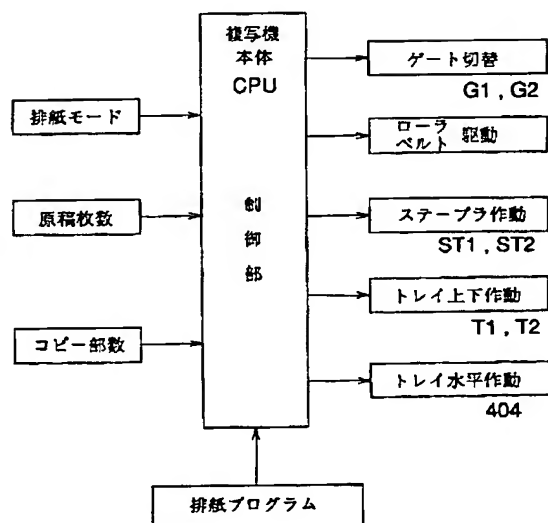 複写機
本体
CPU
制
御
部
排紙モード
原稿枚数
コピー部数
排紙プログラム
ゲート切替
G1 , G2
ローラ
ベルト 駆動
ステープラ作動
ST1 , ST2
トレイ上下作動
T1 , T2
トレイ水平作動
404